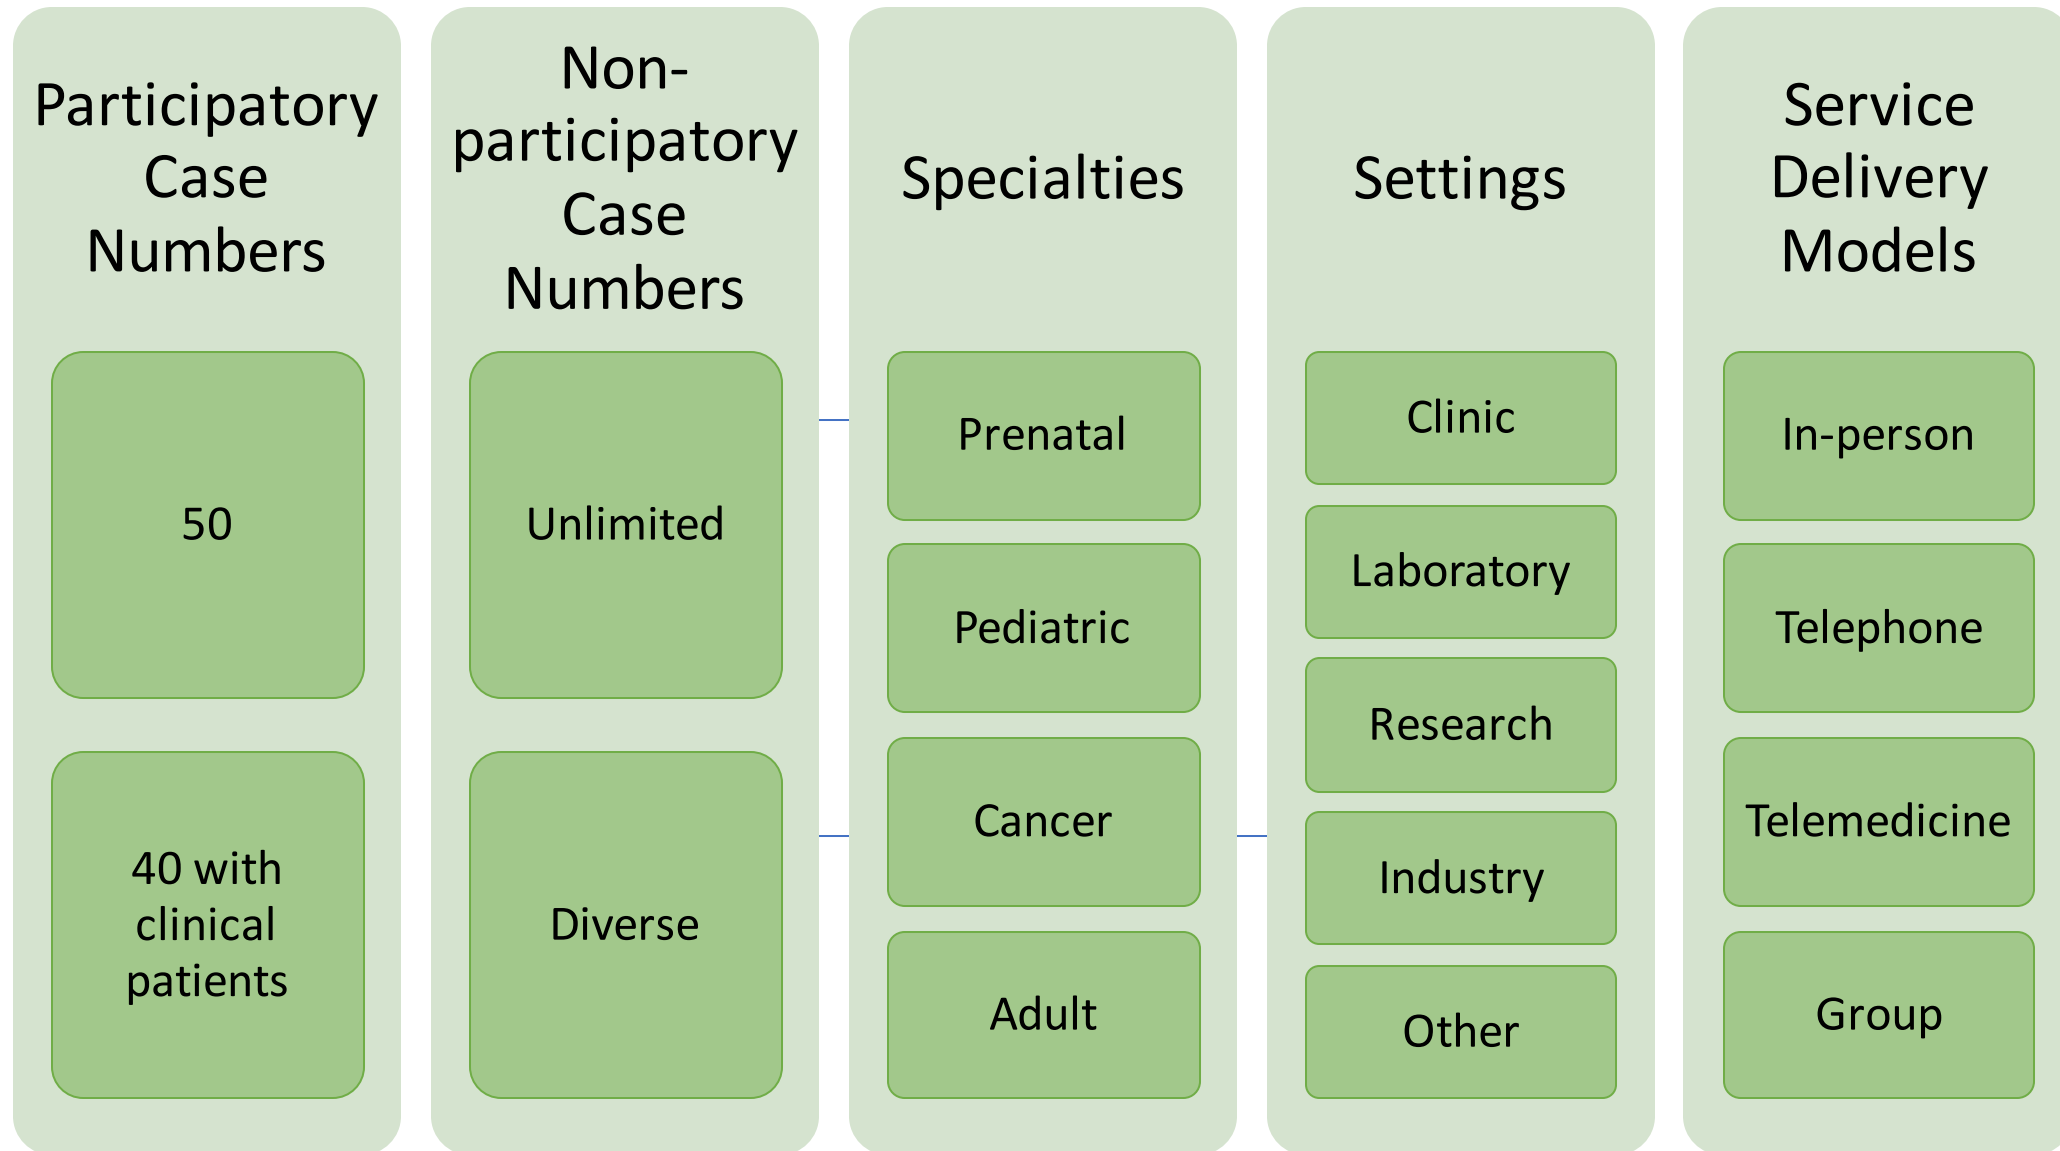 Participatory
Case
Numbers
50
40 with
clinical
patients
Non-
participatory
Case
Numbers
Unlimited
Diverse
Specialties
Prenatal
Pediatric
Cancer
Adult
Settings
Clinic
Laboratory
Research
Industry
Other
Service
Delivery
Models
In-person
Telephone
Telemedicine
Group